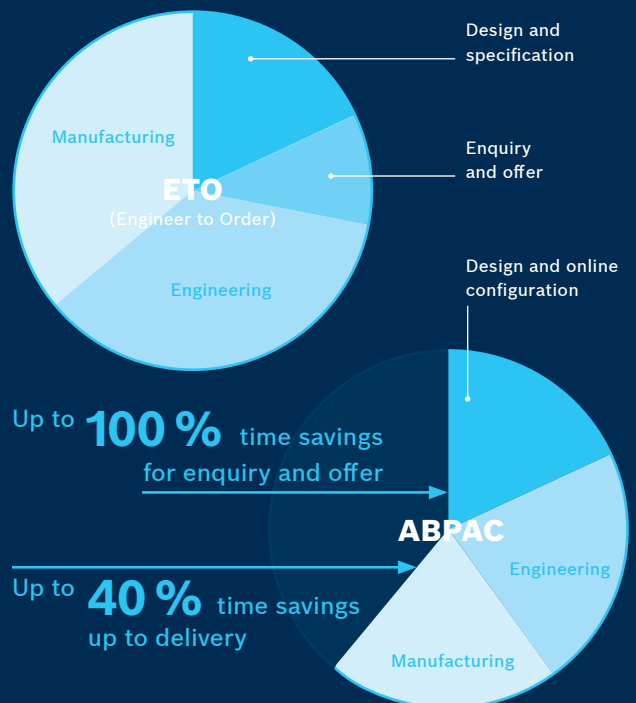 Design and
specification
Manufacturing
Enquiry
and offer
ETO
(Engineer to Order)
Engineering
Design and online
configuration
Up to 100 % time savings
for enquiry and offer
ABPAC
Engineering
Up to 40 % time savings
up to delivery
Manufacturing